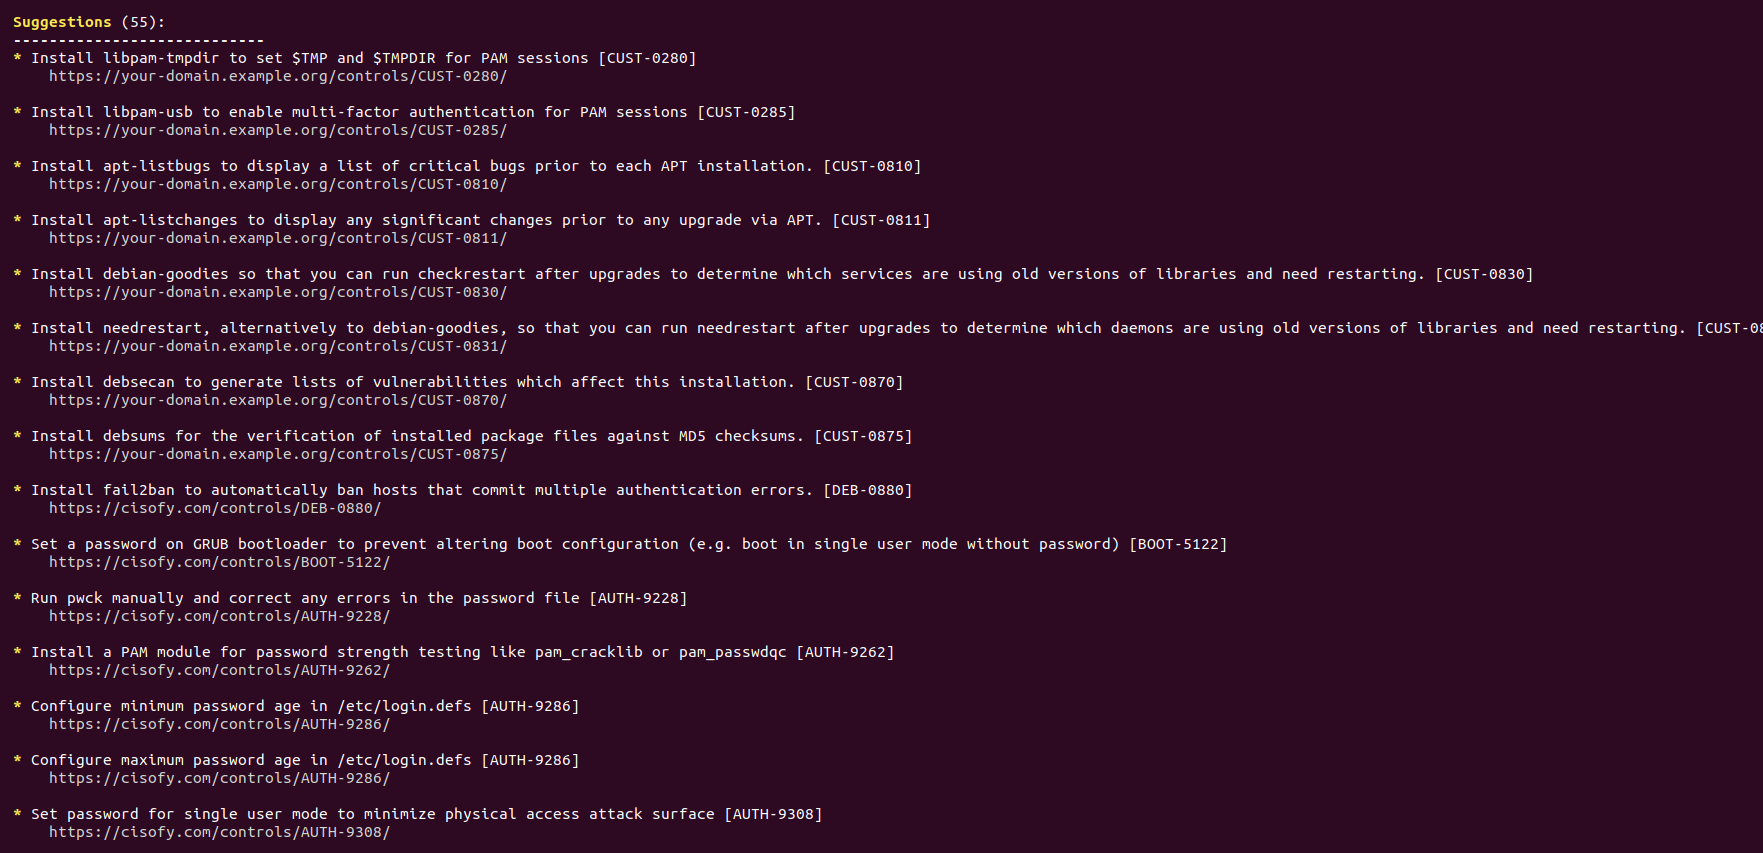 Suggestions (55):
----------------------------
* Install libpam-tmpdir to set $TMP and $TMPDIR for PAM sessions [CUST-0280]
https://your-domain.example.org/controls/CUST-0280/
* Install libpam-usb to enable multi-factor authentication for PAM sessions [CUST-0285]
https://your-domain.example.org/controls/CUST-0285/
* Install apt-listbugs to display a list of critical bugs prior to each APT installation. [CUST-0810]
https://your-domain.example.org/controls/CUST-0810/
* Install apt-listchanges to display any significant changes prior to any upgrade via APT. [CUST-0811]
https://your-domain.example.org/controls/CUST-0811/
* Install debian-goodies so that you can run checkrestart after upgrades to determine which services are using old versions of libraries and need restarting. [CUST-0830]
https://your-domain.example.org/controls/CUST-0830/
* Install needrestart, alternatively to debian-goodies, so that you can run needrestart after upgrades to determine which daemons are using old versions of libraries and need restarting. [CUST-08
https://your-domain.example.org/controls/CUST-0831/
* Install debsecan to generate lists of vulnerabilities which affect this installation. [CUST-0870]
https://your-domain.example.org/controls/CUST-0870/
* Install debsums for the verification of installed package files against MD5 checksums. [CUST-0875]
https://your-domain.example.org/controls/CUST-0875/
* Install fail2ban to automatically ban hosts that commit multiple authentication errors. [DEB-0880]
https://cisofy.com/controls/DEB-0880/
* Set a password on GRUB bootloader to prevent altering boot configuration (e.g. boot in single user mode without password) [BOOT-5122]
https://cisofy.com/controls/BOOT-5122/
* Run pwck manually and correct any errors in the password file [AUTH-9228]
https://cisofy.com/controls/AUTH-9228/
* Install a PAM module for password strength testing like pam_cracklib or pam_passwdqc [AUTH-9262]
https://cisofy.com/controls/AUTH-9262/
* Configure minimum password age in /etc/login.defs [AUTH-9286]
https://cisofy.com/controls/AUTH-9286/
* Configure maximum password age in /etc/login.defs [AUTH-9286]
https://cisofy.com/controls/AUTH-9286/
* Set password for single user mode to minimize physical access attack surface [AUTH-9308]
https://cisofy.com/controls/AUTH-9308/